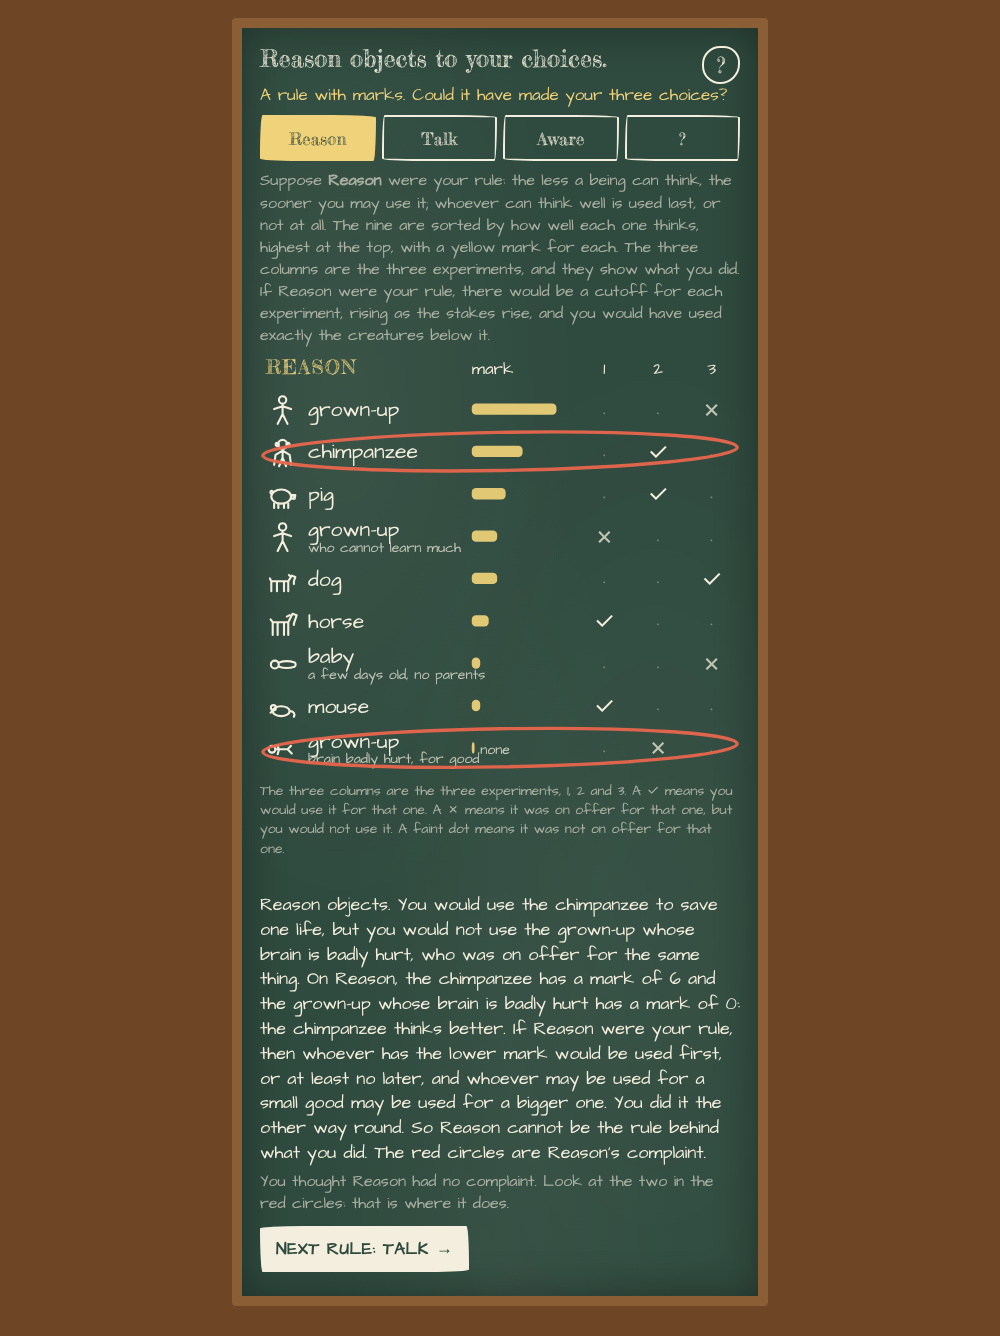 Reason objects to your choices.
?
A rule with marks. Could it have made your three choices?
Reason Talk Aware ?
Suppose Reason were your rule: the less a being can think, the
sooner you may use it; whoever can think well is used last, or
not at all. The nine are sorted by how well each one thinks,
highest at the top, with a yellow mark for each. The three
columns are the three experiments, and they show what you did.
If Reason were your rule, there would be a cutoff for each
experiment, rising as the stakes rise, and you would have used
exactly the creatures below it.
REASON mark 1 2 3
grown-up . . ✕
chimpanzee . ✓
pig . ✓ .
grown-up ✕ . .
who cannot learn much
dog . . ✓
horse ✓ . .
baby . . ✕
a few days old, no parents
mouse ✓ . .
grown-up none . ✕ .
brain badly hurt, for good
The three columns are the three experiments, 1, 2 and 3. A ✓ means you
would use it for that one. A ✕ means it was on offer for that one, but
you would not use it. A faint dot means it was not on offer for that
one.
Reason objects. You would use the chimpanzee to save
one life, but you would not use the grown-up whose
brain is badly hurt, who was on offer for the same
thing. On Reason, the chimpanzee has a mark of 6 and
the grown-up whose brain is badly hurt has a mark of 0:
the chimpanzee thinks better. If Reason were your rule,
then whoever has the lower mark would be used first,
or at least no later, and whoever may be used for a
small good may be used for a bigger one. You did it the
other way round. So Reason cannot be the rule behind
what you did. The red circles are Reason's complaint.
You thought Reason had no complaint. Look at the two in the
red circles: that is where it does.
NEXT RULE: TALK →